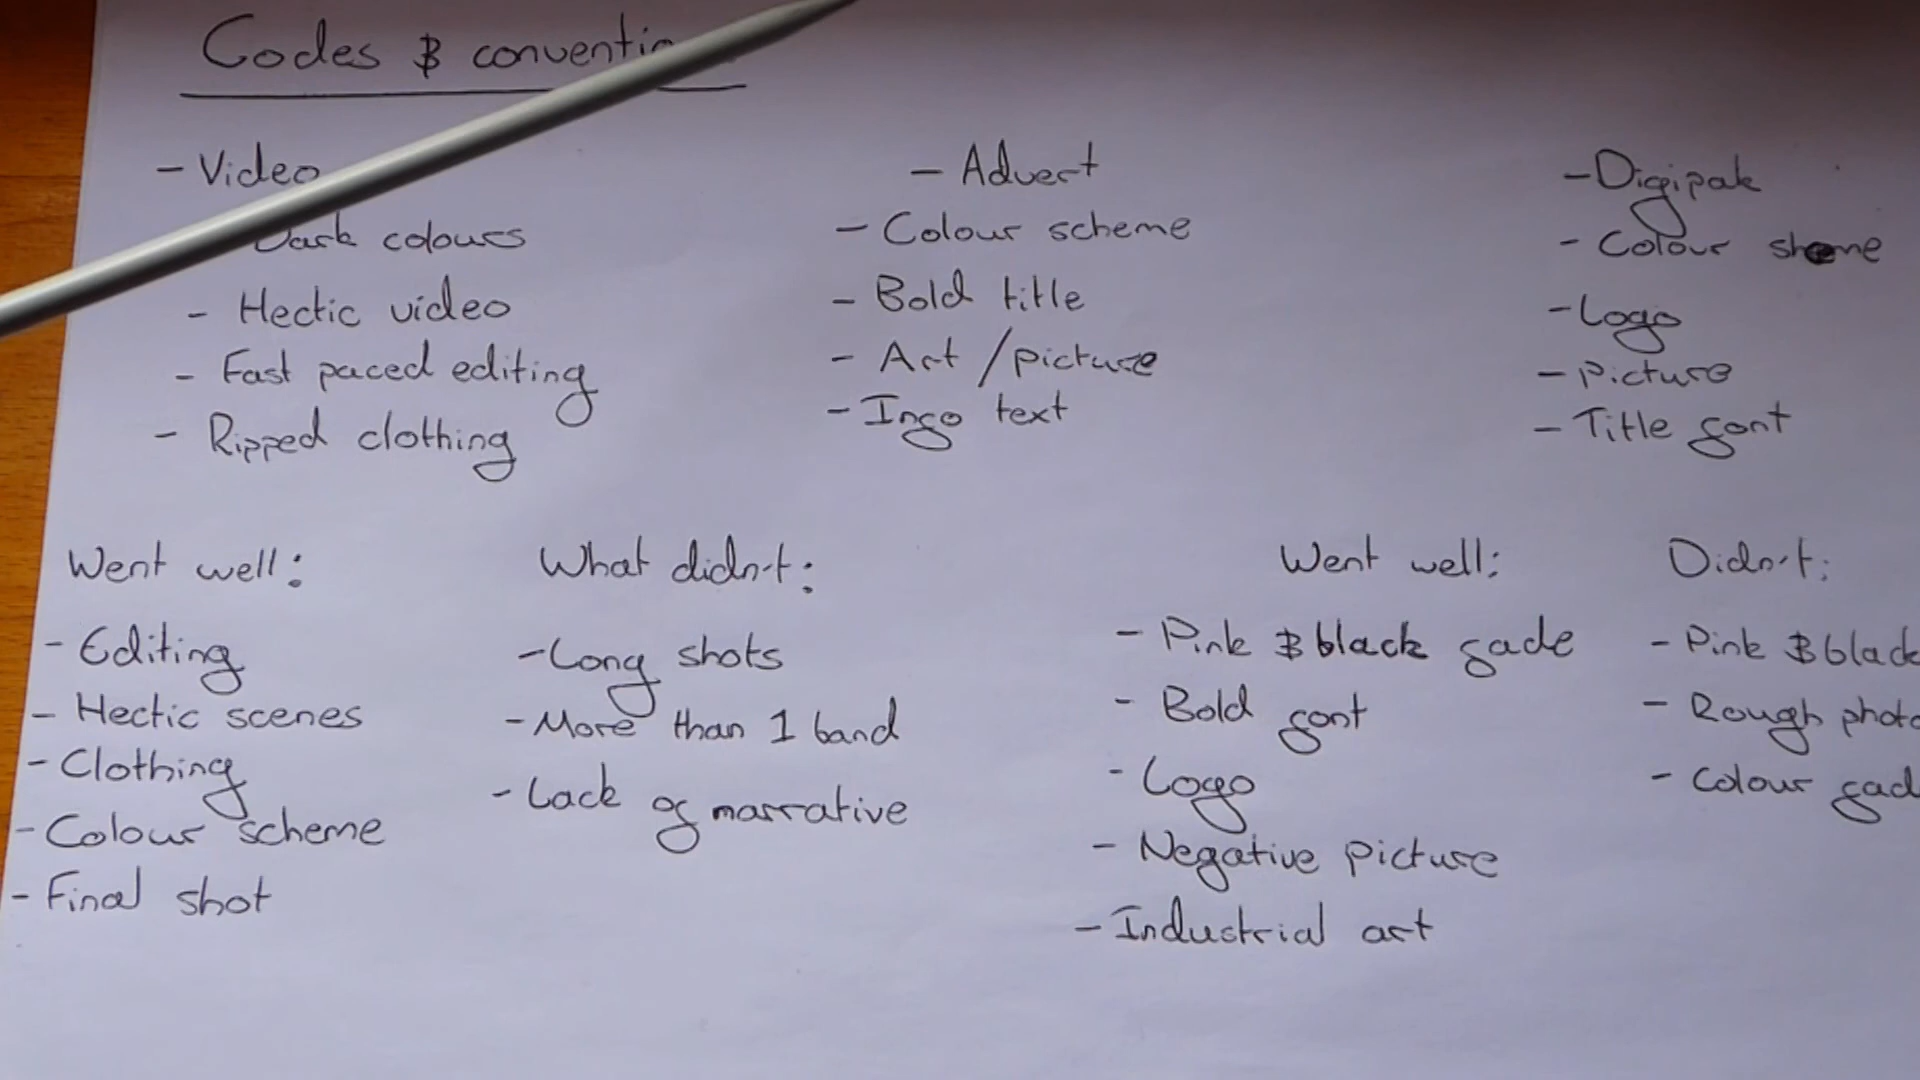 Codes & conventio
- Video
Dark colours
- Hectic video
- Fast paced editing
- Ripped clothing
- Advert
- Colour scheme
- Bold title
- Art / picture
- Info text
- Digipak
- Colour sheme
- Logo
- Picture
- Title font
Went well:
- Editing
- Hectic scenes
- Clothing
- Colour scheme
- Final shot
What didn't:
- Long shots
- More than 1 band
- Lack of narrative
Went well:
- Pink & black fade
- Bold font
- Logo
- Negative picture
- Industrial art
Didn't:
- Pink & black
- Rough photo
- Colour fad